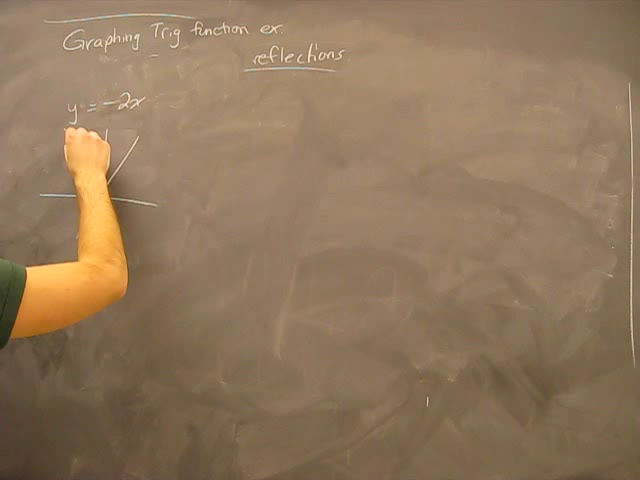 Graphing Trig function ex.
reflections
y = -2x